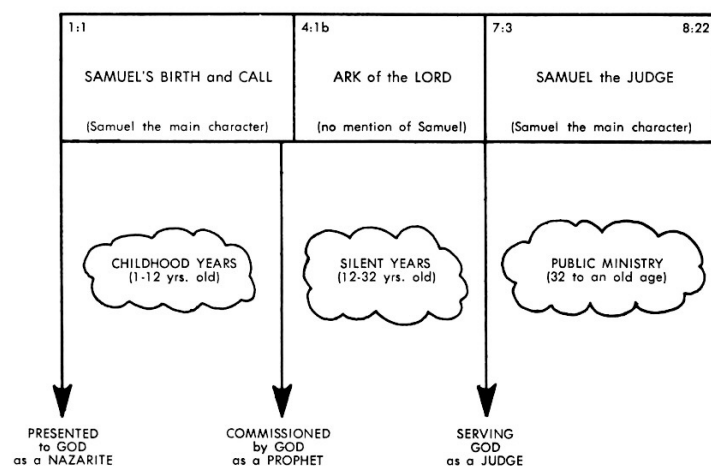 1:1
4:1b
7:3
8:22
SAMUEL'S BIRTH and CALL
ARK of the LORD
SAMUEL the JUDGE
(Samuel the main character)
(no mention of Samuel)
(Samuel the main character)
CHILDHOOD YEARS
(1-12 yrs. old)
SILENT YEARS
(12-32 yrs. old)
PUBLIC MINISTRY
(32 to an old age)
PRESENTED
to GOD
as a NAZARITE
COMMISSIONED
by GOD
as a PROPHET
SERVING
GOD
as a JUDGE